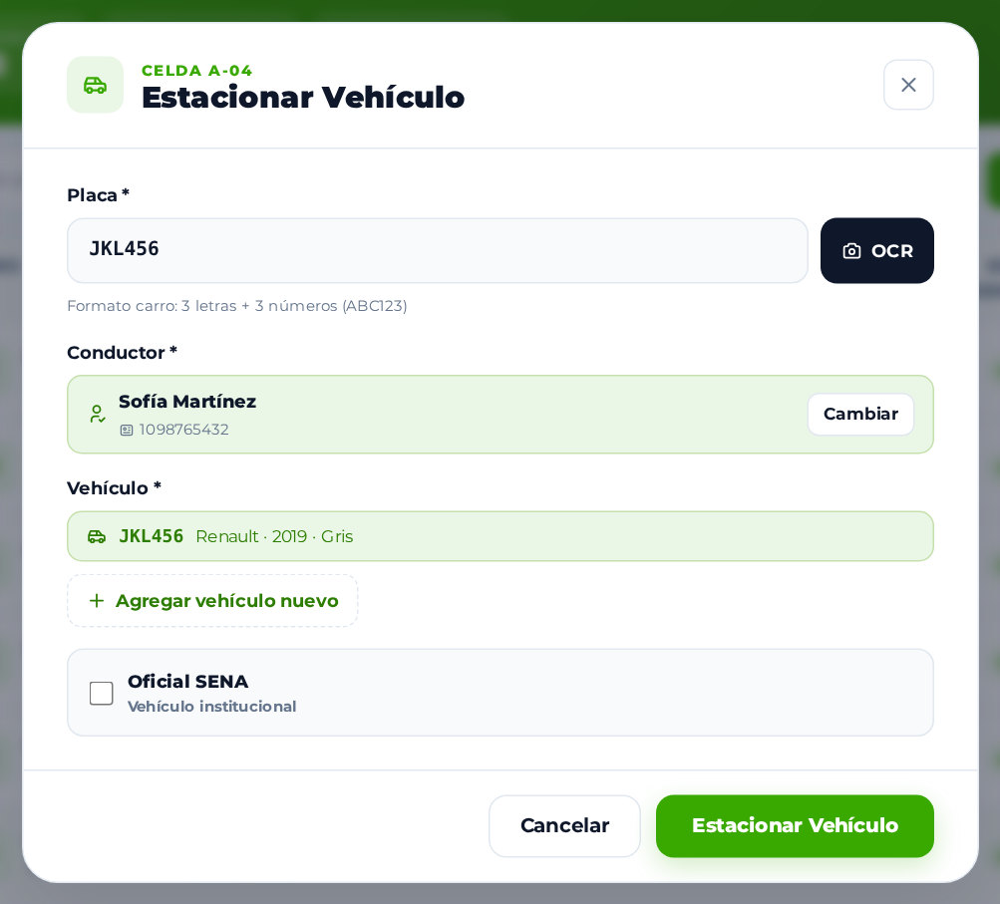 CELDA A-04
Estacionar Vehículo
Placa *
JKL456
OCR
Formato carro: 3 letras + 3 números (ABC123)
Conductor *
Sofía Martínez
1098765432
Cambiar
Vehículo *
JKL456 Renault · 2019 · Gris
Agregar vehículo nuevo
Oficial SENA
Vehículo institucional
Cancelar
Estacionar Vehículo